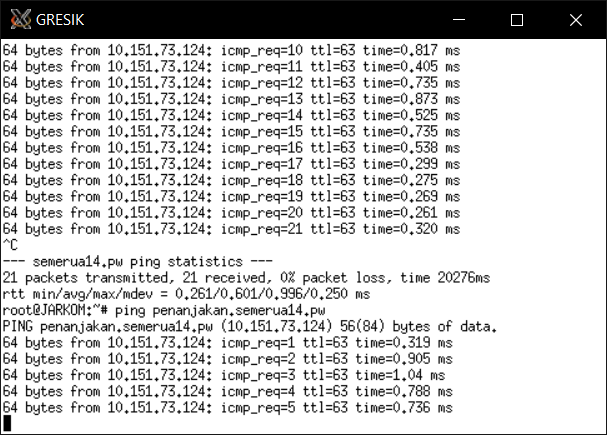 GRESIK
64 bytes from 10.151.73.124: icmp_req=10 ttl=63 time=0.817 ms
64 bytes from 10.151.73.124: icmp_req=11 ttl=63 time=0.405 ms
64 bytes from 10.151.73.124: icmp_req=12 ttl=63 time=0.735 ms
64 bytes from 10.151.73.124: icmp_req=13 ttl=63 time=0.873 ms
64 bytes from 10.151.73.124: icmp_req=14 ttl=63 time=0.525 ms
64 bytes from 10.151.73.124: icmp_req=15 ttl=63 time=0.735 ms
64 bytes from 10.151.73.124: icmp_req=16 ttl=63 time=0.538 ms
64 bytes from 10.151.73.124: icmp_req=17 ttl=63 time=0.299 ms
64 bytes from 10.151.73.124: icmp_req=18 ttl=63 time=0.275 ms
64 bytes from 10.151.73.124: icmp_req=19 ttl=63 time=0.269 ms
64 bytes from 10.151.73.124: icmp_req=20 ttl=63 time=0.261 ms
64 bytes from 10.151.73.124: icmp_req=21 ttl=63 time=0.320 ms
^C
--- semerua14.pw ping statistics ---
21 packets transmitted, 21 received, 0% packet loss, time 20276ms
rtt min/avg/max/mdev = 0.261/0.601/0.996/0.250 ms
root@JARKOM:~# ping penanjakan.semerua14.pw
PING penanjakan.semerua14.pw (10.151.73.124) 56(84) bytes of data.
64 bytes from 10.151.73.124: icmp_req=1 ttl=63 time=0.319 ms
64 bytes from 10.151.73.124: icmp_req=2 ttl=63 time=0.905 ms
64 bytes from 10.151.73.124: icmp_req=3 ttl=63 time=1.04 ms
64 bytes from 10.151.73.124: icmp_req=4 ttl=63 time=0.788 ms
64 bytes from 10.151.73.124: icmp_req=5 ttl=63 time=0.736 ms